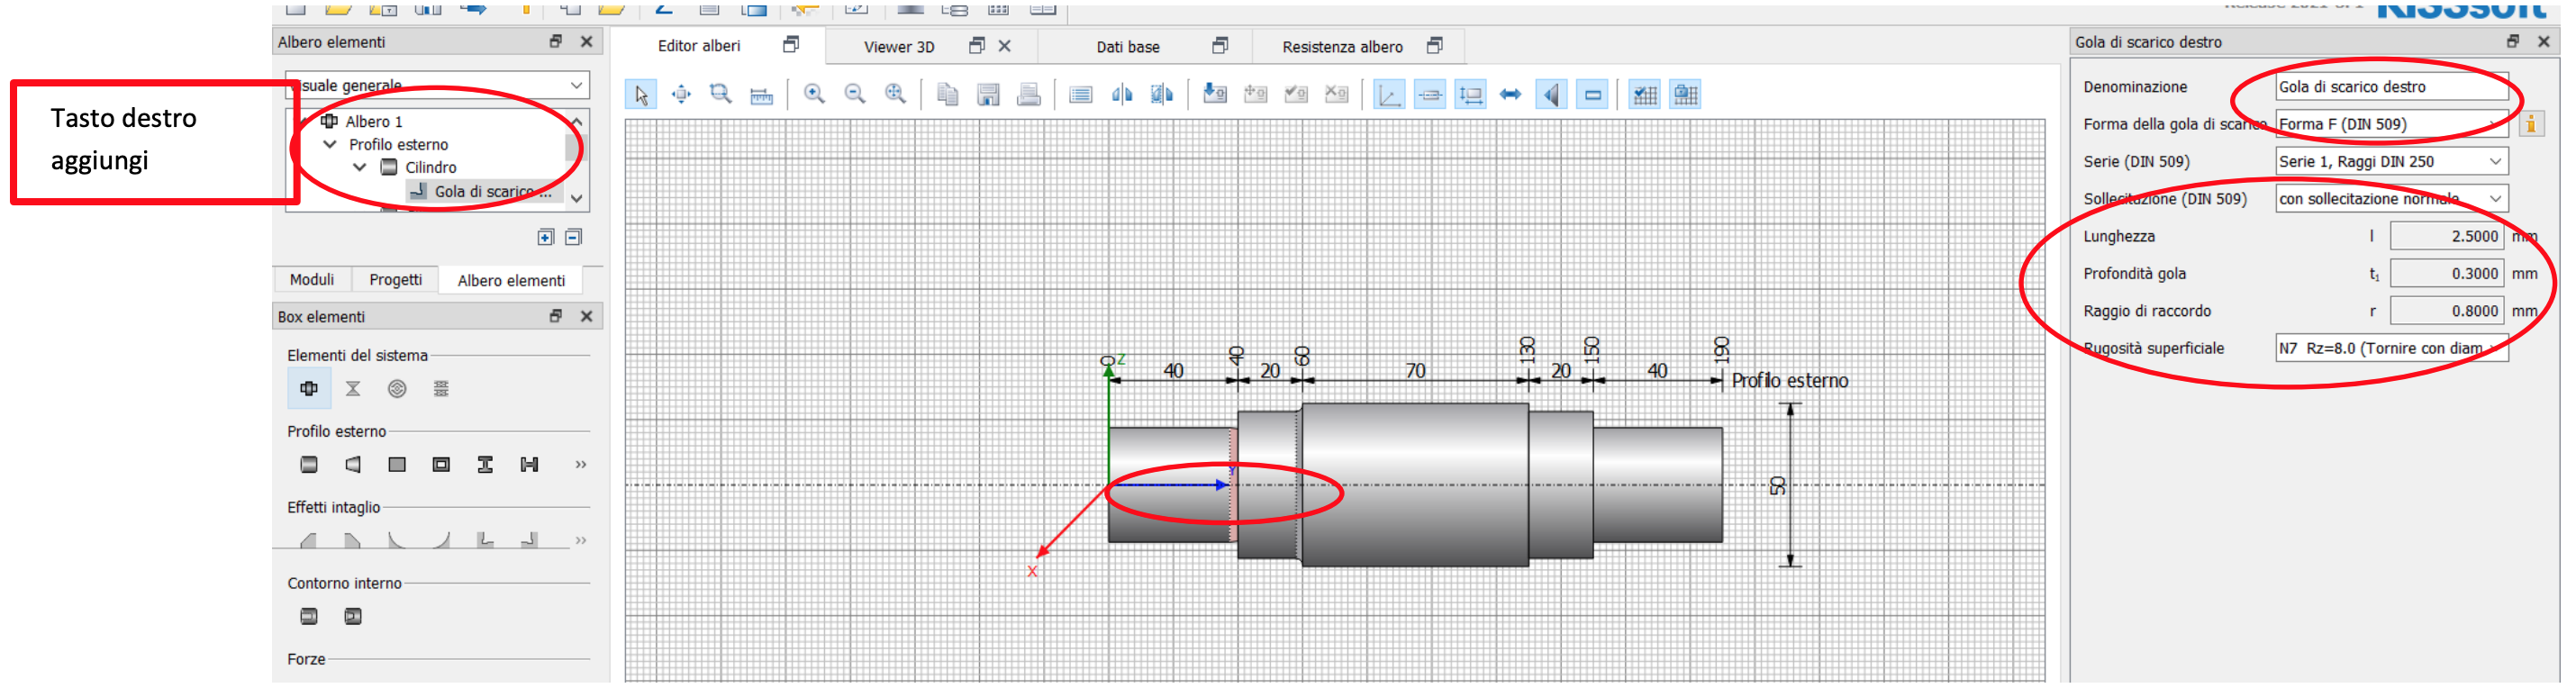 Tasto destro
aggiungi
Albero elementi
Albero 1
Profilo esterno
Cilindro
Gola di scarico ...
Moduli Progetti Albero elementi
Box elementi
Elementi del sistema
Profilo esterno
>>
Effetti intaglio
>>
Contorno interno
Forze
Editor alberi Viewer 3D Dati base Resistenza albero
0 Z 40 40 20 60 70 130 20 150 40 190 Profilo esterno
50
Y
X
KISSsoft
Gola di scarico destro
Denominazione Gola di scarico destro
Forma della gola di scarico Forma F (DIN 509)
Serie (DIN 509) Serie 1, Raggi DIN 250
Sollecitazione (DIN 509) con sollecitazione normale
Lunghezza l 2.5000 mm
Profondità gola t₁ 0.3000 mm
Raggio di raccordo r 0.8000 mm
Rugosità superficiale N7 Rz=8.0 (Tornire con diam